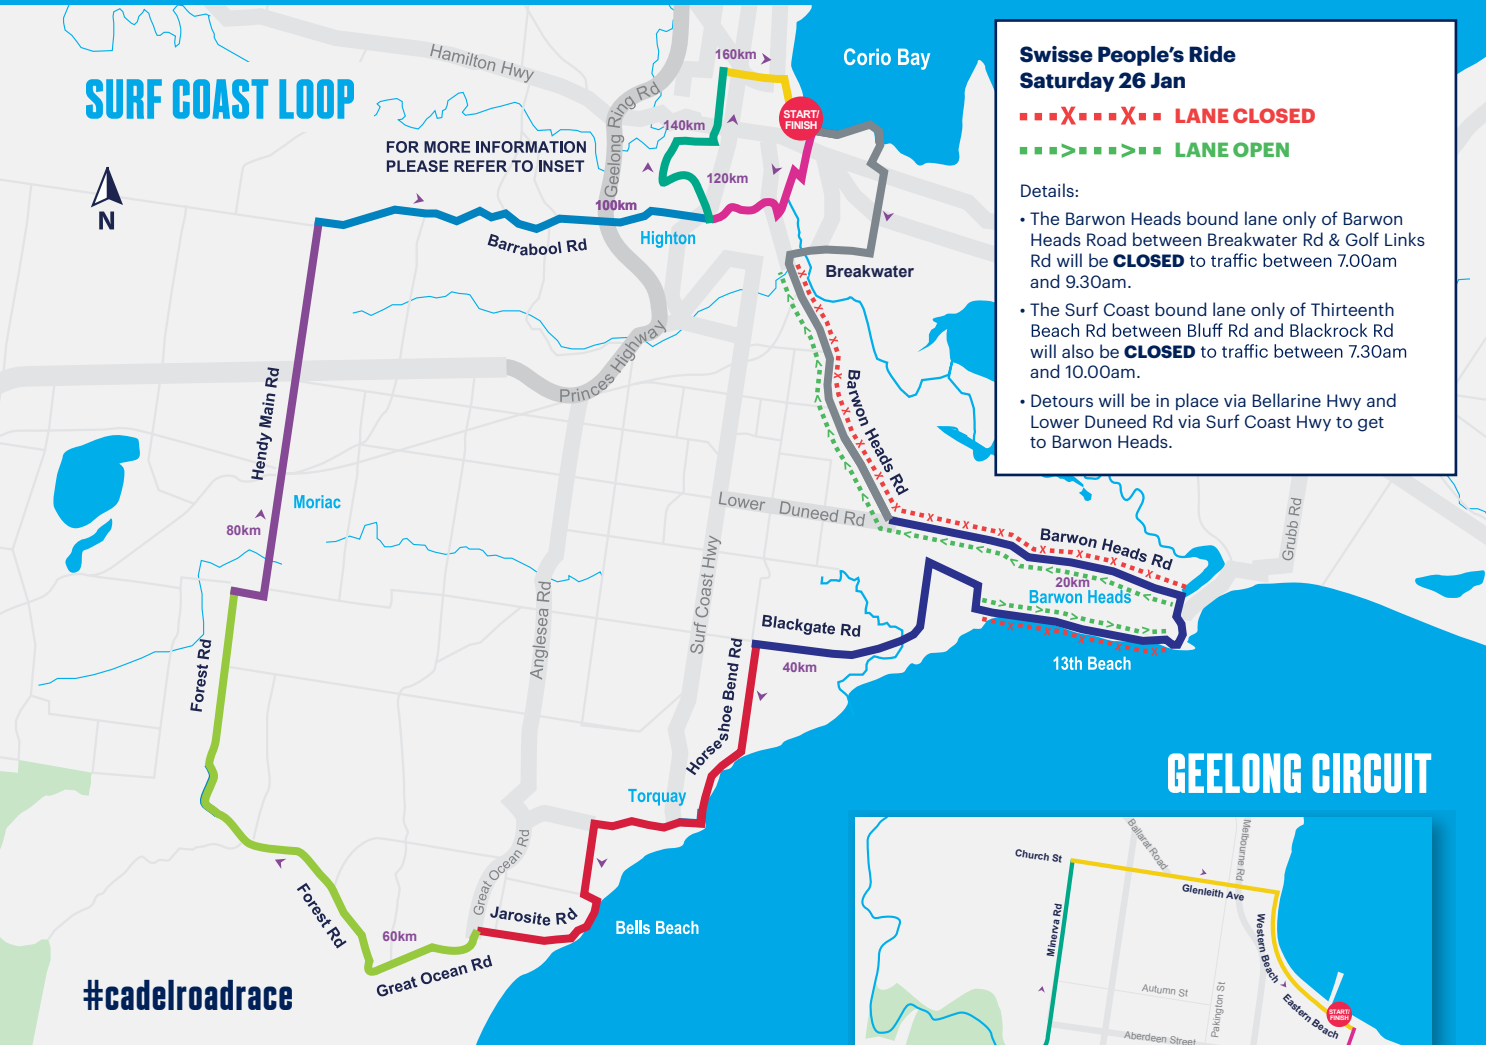 SURF COAST LOOP
Hamilton Hwy
Geelong Ring Rd
160km
Corio Bay
START/
FINISH
140km
FOR MORE INFORMATION
PLEASE REFER TO INSET
N
120km
100km
Barrabool Rd
Highton
Breakwater
Princes Highway
Hendy Main Rd
Barwon Heads Rd
Moriac
80km
Lower Duneed Rd
Barwon Heads Rd
Grubb Rd
20km
Barwon Heads
Surf Coast Hwy
Anglesea Rd
Blackgate Rd
40km
13th Beach
Forest Rd
Horseshoe Bend Rd
Torquay
Great Ocean Rd
Jarosite Rd
Bells Beach
Forest Rd
60km
Great Ocean Rd
#cadelroadrace
Swisse People's Ride
Saturday 26 Jan
X X LANE CLOSED
> > LANE OPEN
Details:
• The Barwon Heads bound lane only of Barwon
Heads Road between Breakwater Rd & Golf Links
Rd will be CLOSED to traffic between 7.00am
and 9.30am.
• The Surf Coast bound lane only of Thirteenth
Beach Rd between Bluff Rd and Blackrock Rd
will also be CLOSED to traffic between 7.30am
and 10.00am.
• Detours will be in place via Bellarine Hwy and
Lower Duneed Rd via Surf Coast Hwy to get
to Barwon Heads.
GEELONG CIRCUIT
Church St
Ballarat Road
Melbourne Rd
Glenleith Ave
Minerva Rd
Western Beach
Autumn St
Pakington St
Eastern Beach
START/
FINISH
Aberdeen Street